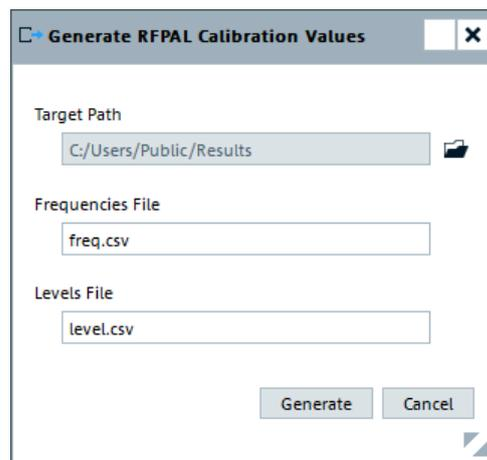 Generate RFPAL Calibration Values
Target Path
C:/Users/Public/Results
Frequencies File
freq.csv
Levels File
level.csv
Generate Cancel